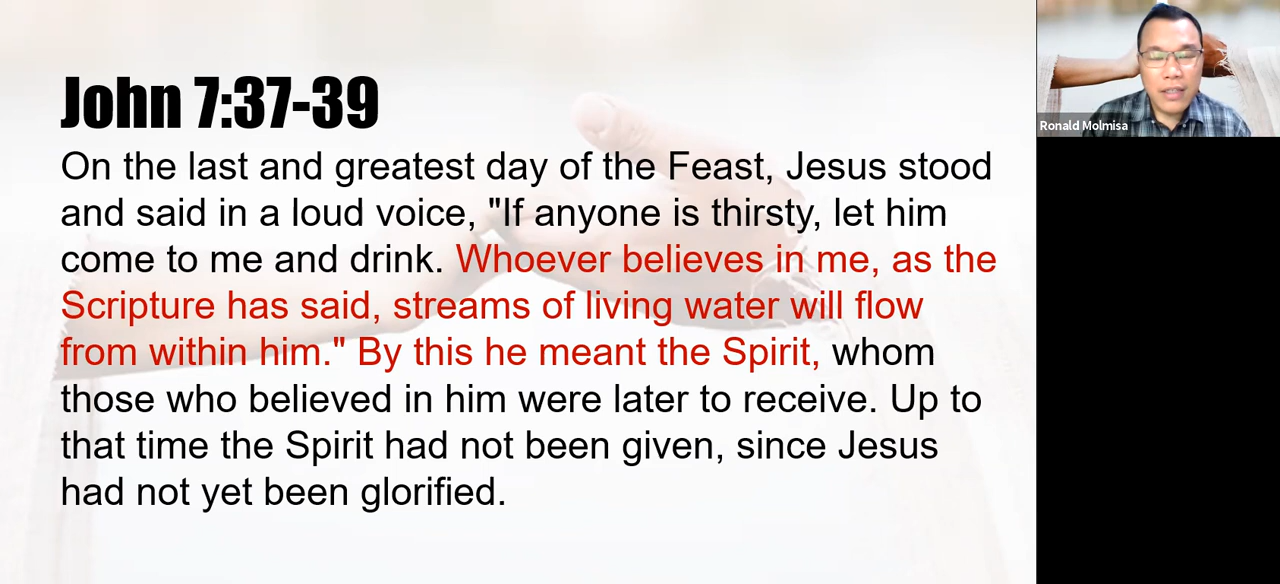 John 7:37-39
On the last and greatest day of the Feast, Jesus stood
and said in a loud voice, "If anyone is thirsty, let him
come to me and drink. Whoever believes in me, as the
Scripture has said, streams of living water will flow
from within him." By this he meant the Spirit, whom
those who believed in him were later to receive. Up to
that time the Spirit had not been given, since Jesus
had not yet been glorified.
Ronald Molmisa